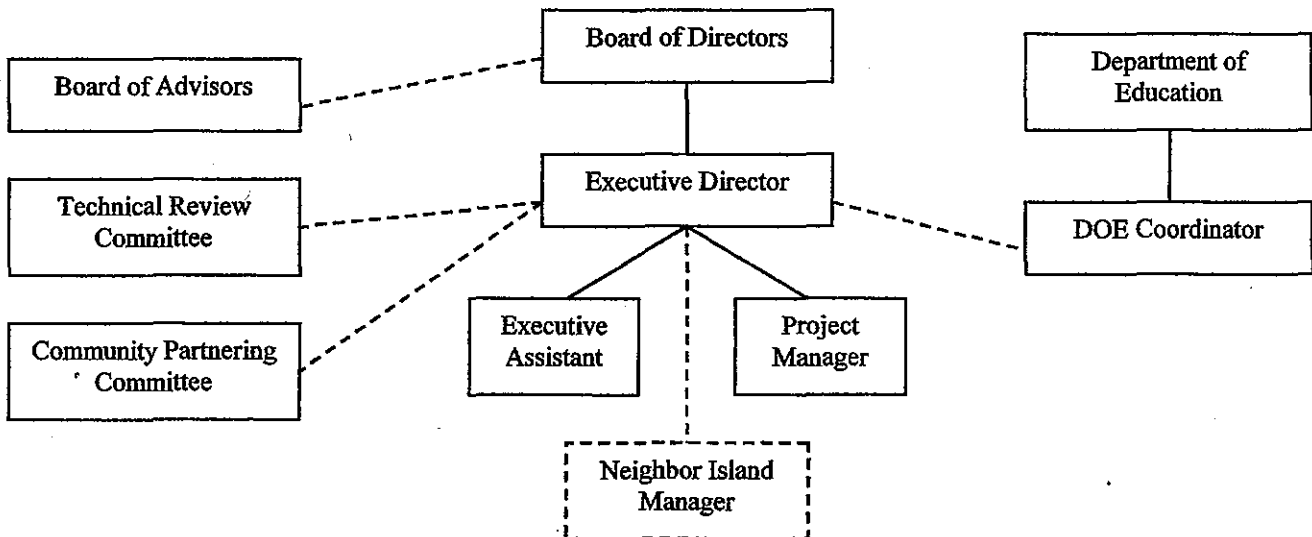 Board of Directors
Board of Advisors
Department of
Education
Executive Director
Technical Review
Committee
DOE Coordinator
Executive
Assistant
Project
Manager
Community Partnering
Committee
Neighbor Island
Manager